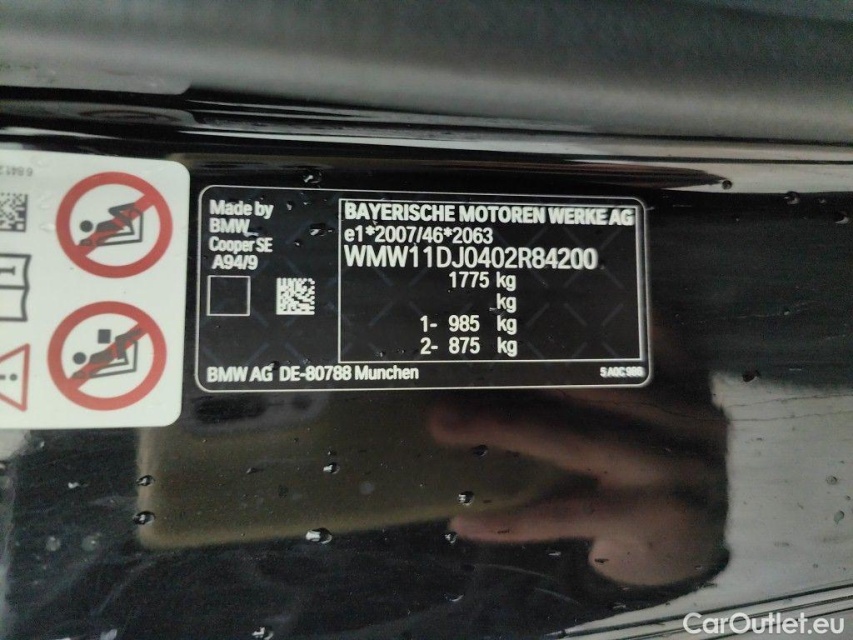 Made by
BMW
Cooper SE
A94/9
BAYERISCHE MOTOREN WERKE AG
e1*2007/46*2063
WMW11DJ0402R84200
1775 kg
kg
1- 985 kg
2- 875 kg
BMW AG DE-80788 Munchen
CarOutlet.eu